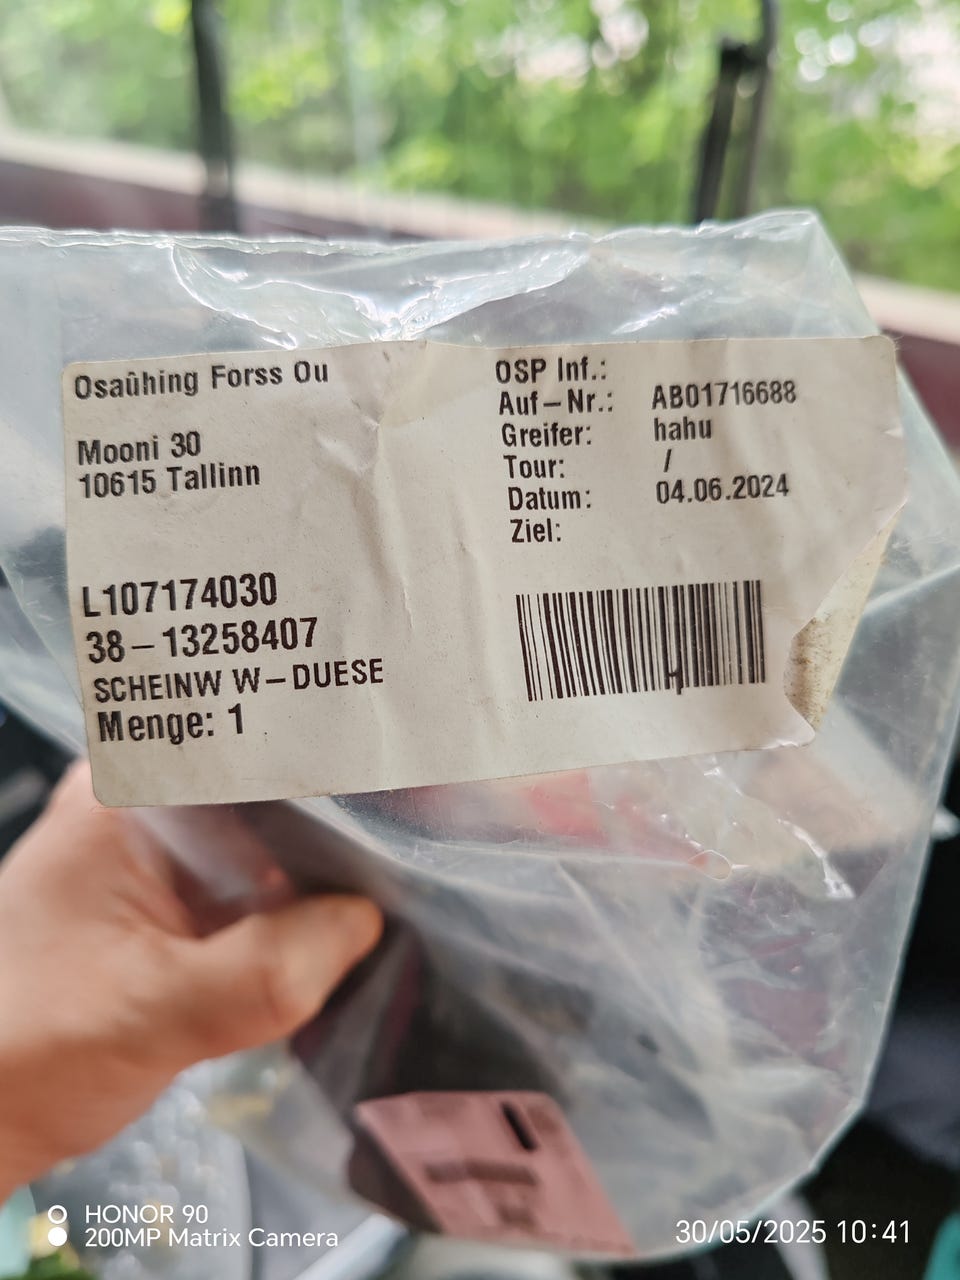 Osaûhing Forss Ou
Mooni 30
10615 Tallinn
OSP Inf.:
Auf-Nr.: AB01716688
Greifer: hahu
Tour: /
Datum: 04.06.2024
Ziel:
L107174030
38-13258407
SCHEINW W-DUESE
Menge: 1
HONOR 90
200MP Matrix Camera
30/05/2025 10:41